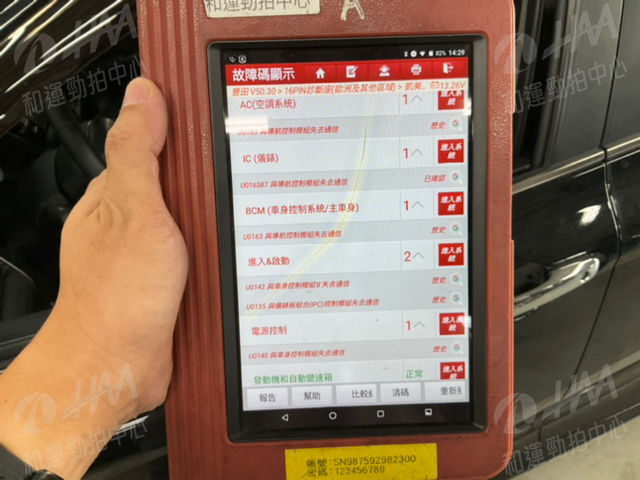 和運勁拍中心
A
82% 14:29
故障碼顯示
豐田 V50.30 > 16PIN診斷座(歐洲及其他區域) > 凱美.. 13.26V
AC(空調系統) 1 進入系統
U0163 與導航控制模組失去通信 歷史
IC (儀錶) 1 進入系統
U016387 與導航控制模組失去通信 已確認
BCM (車身控制系統/主車身) 1 進入系統
U0163 與導航控制模組失去通信 歷史
進入&啟動 2 進入系統
U0142 與車身控制模組'B'失去通信 歷史
U0155 與儀錶板組合(IPC)控制模組失去通信 歷史
電源控制 1 進入系統
U0140 與車身控制模組失去通信 歷史
發動機和自動變速箱 正常 進入系
報告 幫助 比較 清碼 重新
帳號:SN987592982300
密碼:123456789
HAA
和運勁拍中心
HAA
和運勁拍中心
HAA
和運勁拍中心
HAA
和運勁拍中心